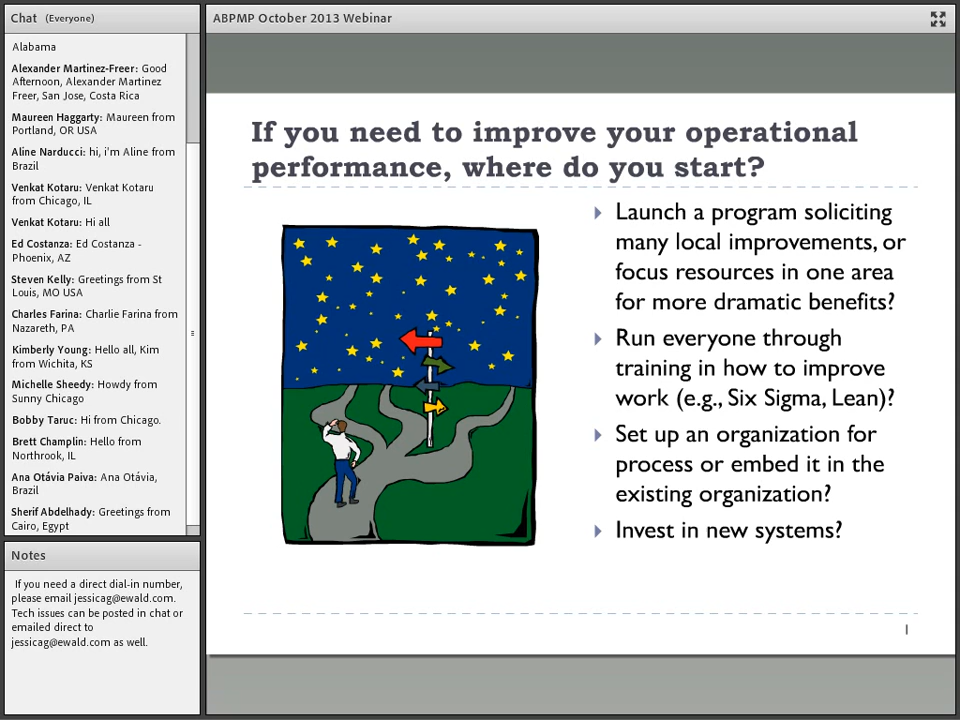 Chat (Everyone)
Alabama
Alexander Martinez-Freer: Good
Afternoon, Alexander Martinez
Freer, San Jose, Costa Rica
Maureen Haggarty: Maureen from
Portland, OR USA
Aline Narducci: hi, i'm Aline from
Brazil
Venkat Kotaru: Venkat Kotaru
from Chicago, IL
Venkat Kotaru: Hi all
Ed Costanza: Ed Costanza -
Phoenix, AZ
Steven Kelly: Greetings from St
Louis, MO USA
Charles Farina: Charlie Farina from
Nazareth, PA
Kimberly Young: Hello all, Kim
from Wichita, KS
Michelle Sheedy: Howdy from
Sunny Chicago
Bobby Taruc: Hi from Chicago.
Brett Champlin: Hello from
Northrook, IL
Ana Otávia Paiva: Ana Otávia,
Brazil
Sherif Abdelhady: Greetings from
Cairo, Egypt
Notes
If you need a direct dial-in number,
please email jessicag@ewald.com.
Tech issues can be posted in chat or
emailed direct to
jessicag@ewald.com as well.
ABPMP October 2013 Webinar
If you need to improve your operational
performance, where do you start?
Launch a program soliciting
many local improvements, or
focus resources in one area
for more dramatic benefits?
Run everyone through
training in how to improve
work (e.g., Six Sigma, Lean)?
Set up an organization for
process or embed it in the
existing organization?
Invest in new systems?
1